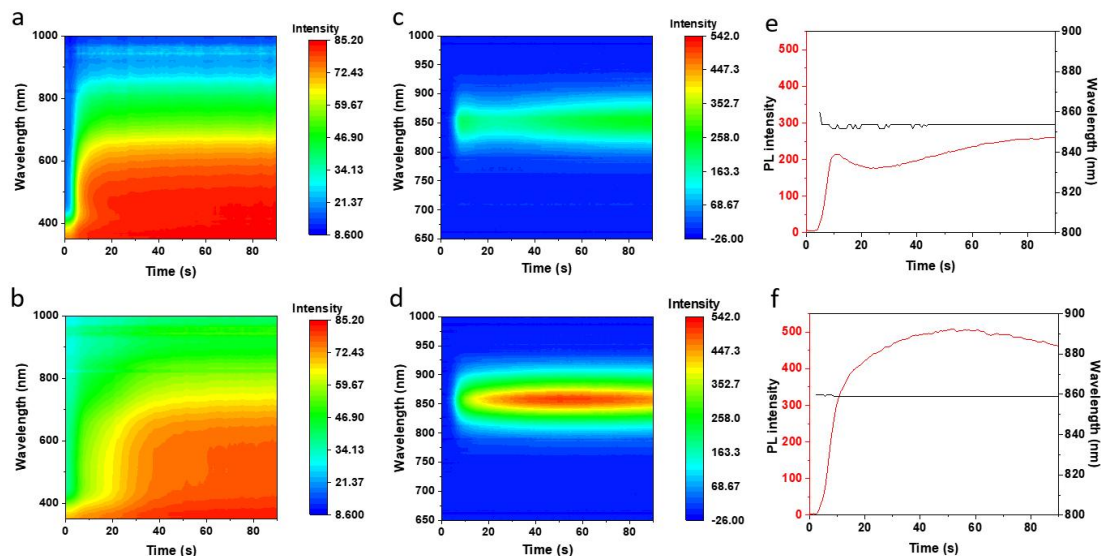 a
Intensity
85.20
72.43
59.67
46.90
34.13
21.37
8.600
1000
800
600
400
Wavelength (nm)
0 20 40 60 80
Time (s)
c
Intensity
542.0
447.3
352.7
258.0
163.3
68.67
-26.00
1000
950
900
850
800
750
700
650
Wavelength (nm)
0 20 40 60 80
Time (s)
e
500
400
300
200
100
0
PL intensity
900
880
860
840
820
800
Wavelength (nm)
0 20 40 60 80
Time (s)
b
Intensity
85.20
72.43
59.67
46.90
34.13
21.37
8.600
1000
800
600
400
Wavelength (nm)
0 20 40 60 80
Time (s)
d
Intensity
542.0
447.3
352.7
258.0
163.3
68.67
-26.00
1000
950
900
850
800
750
700
650
Wavelength (nm)
0 20 40 60 80
Time (s)
f
500
400
300
200
100
0
PL intensity
900
880
860
840
820
800
Wavelength (nm)
0 20 40 60 80
Time (s)